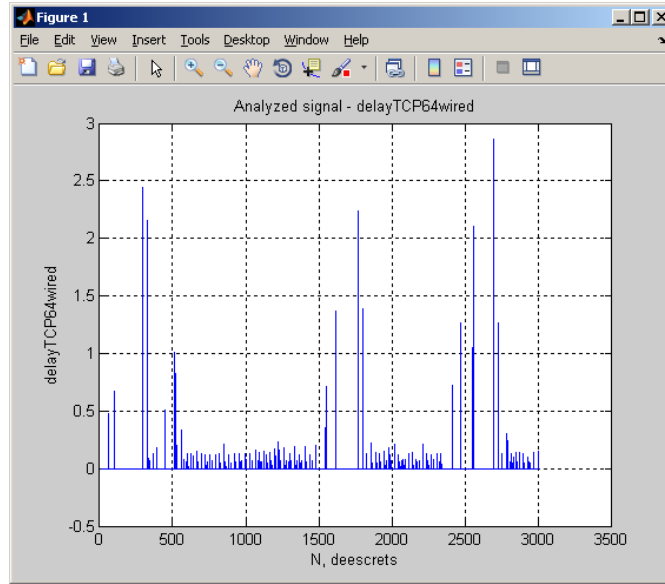 Figure 1
File Edit View Insert Tools Desktop Window Help
Analyzed signal - delayTCP64wired
3
2.5
2
1.5
1
0.5
0
-0.5
delayTCP64wired
0 500 1000 1500 2000 2500 3000 3500
N, deescrets